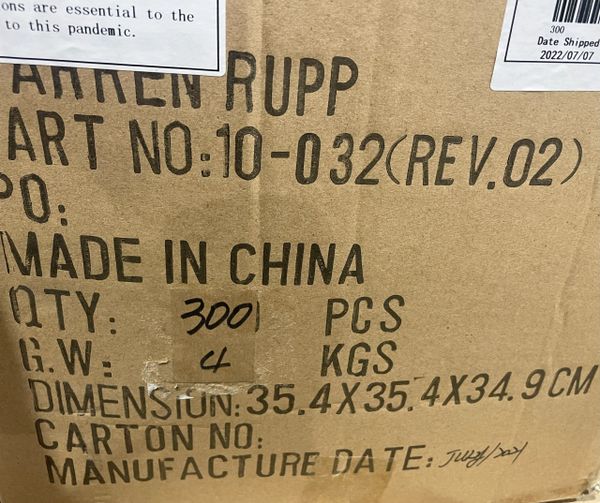 ons are essential to the
to this pandemic.
300
Date Shipped
2022/07/07
ARREN RUPP
ART NO:10-032(REV.02)
PO:
MADE IN CHINA
QTY: 300 PCS
G.W: 4 KGS
DIMENSION:35.4X35.4X34.9CM
CARTON NO:
MANUFACTURE DATE: